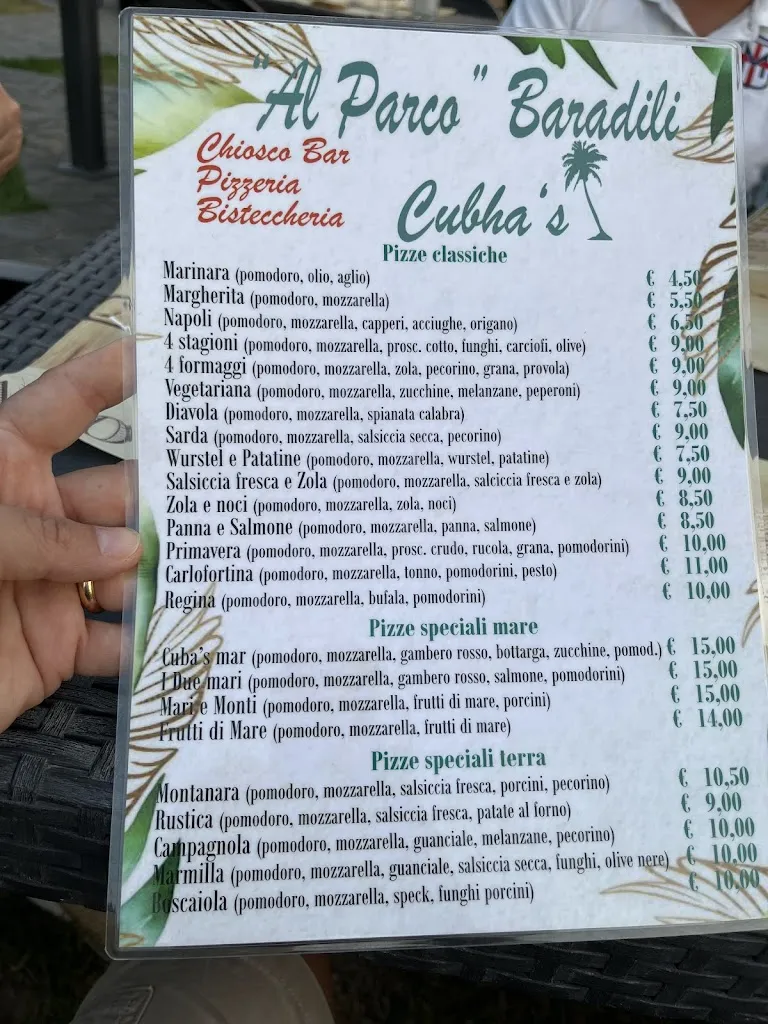 "Al Parco" Baradili
Chiosco Bar
Pizzeria
Bisteccheria
Cubha's
Pizze classiche
Marinara (pomodoro, olio, aglio) € 4,50
Margherita (pomodoro, mozzarella) € 5,50
Napoli (pomodoro, mozzarella, capperi, acciughe, origano) € 6,50
4 stagioni (pomodoro, mozzarella, prosc. cotto, funghi, carciofi, olive) € 9,00
4 formaggi (pomodoro, mozzarella, zola, pecorino, grana, provola) € 9,00
Vegetariana (pomodoro, mozzarella, zucchine, melanzane, peperoni) € 9,00
Diavola (pomodoro, mozzarella, spianata calabra) € 7,50
Sarda (pomodoro, mozzarella, salsiccia secca, pecorino) € 9,00
Wurstel e Patatine (pomodoro, mozzarella, wurstel, patatine) € 7,50
Salsiccia fresca e Zola (pomodoro, mozzarella, salciccia fresca e zola) € 9,00
Zola e noci (pomodoro, mozzarella, zola, noci) € 8,50
Panna e Salmone (pomodoro, mozzarella, panna, salmone) € 8,50
Primavera (pomodoro, mozzarella, prosc. crudo, rucola, grana, pomodorini) € 10,00
Carlofortina (pomodoro, mozzarella, tonno, pomodorini, pesto) € 11,00
Regina (pomodoro, mozzarella, bufala, pomodorini) € 10,00
Pizze speciali mare
Cuba's mar (pomodoro, mozzarella, gambero rosso, bottarga, zucchine, pomod.) € 15,00
I Due mari (pomodoro, mozzarella, gambero rosso, salmone, pomodorini) € 15,00
Mari e Monti (pomodoro, mozzarella, frutti di mare, porcini) € 15,00
Frutti di Mare (pomodoro, mozzarella, frutti di mare) € 14,00
Pizze speciali terra
Montanara (pomodoro, mozzarella, salsiccia fresca, porcini, pecorino) € 10,50
Rustica (pomodoro, mozzarella, salsiccia fresca, patate al forno) € 9,00
Campagnola (pomodoro, mozzarella, guanciale, melanzane, pecorino) € 10,00
Marmilla (pomodoro, mozzarella, guanciale, salsiccia secca, funghi, olive nere) € 10,00
Boscaiola (pomodoro, mozzarella, speck, funghi porcini) € 10,00